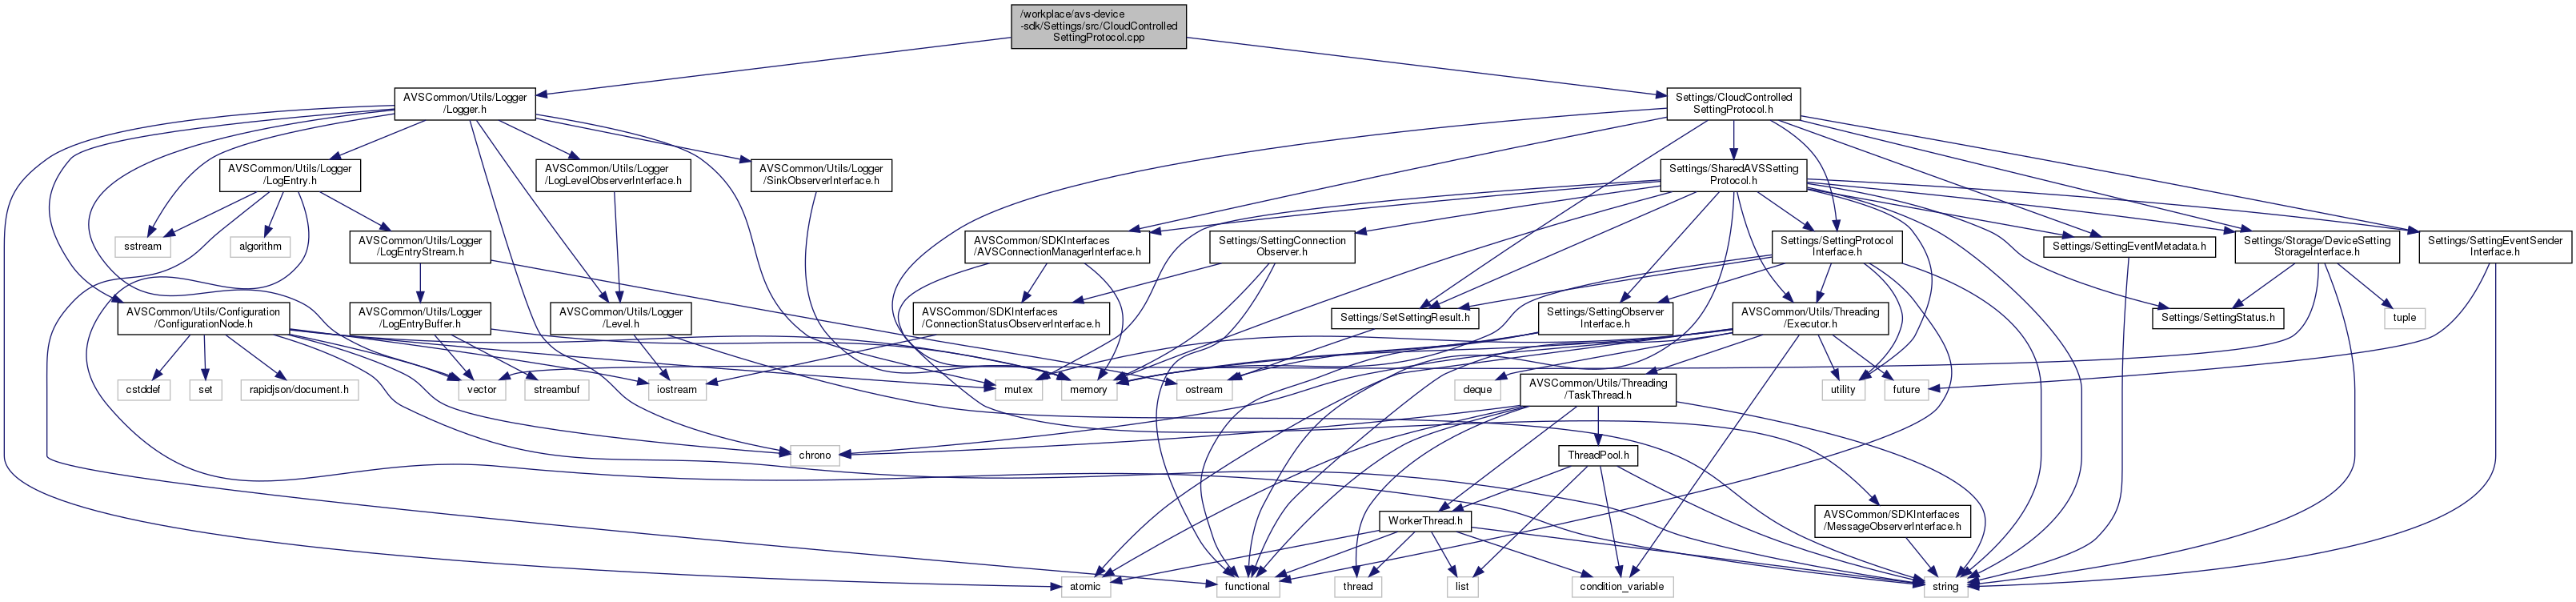 /workplace/avs-device
-sdk/Settings/src/CloudControlled
SettingProtocol.cpp
AVSCommon/Utils/Logger
/Logger.h
Settings/CloudControlled
SettingProtocol.h
AVSCommon/Utils/Logger
/LogEntry.h
AVSCommon/Utils/Logger
/LogLevelObserverInterface.h
AVSCommon/Utils/Logger
/SinkObserverInterface.h
Settings/SharedAVSSetting
Protocol.h
sstream
algorithm
AVSCommon/Utils/Logger
/LogEntryStream.h
AVSCommon/SDKInterfaces
/AVSConnectionManagerInterface.h
Settings/SettingConnection
Observer.h
Settings/SettingProtocol
Interface.h
Settings/SettingEventMetadata.h
Settings/Storage/DeviceSetting
StorageInterface.h
Settings/SettingEventSender
Interface.h
AVSCommon/Utils/Configuration
/ConfigurationNode.h
AVSCommon/Utils/Logger
/LogEntryBuffer.h
AVSCommon/Utils/Logger
/Level.h
AVSCommon/SDKInterfaces
/ConnectionStatusObserverInterface.h
Settings/SetSettingResult.h
Settings/SettingObserver
Interface.h
AVSCommon/Utils/Threading
/Executor.h
Settings/SettingStatus.h
tuple
cstddef
set
rapidjson/document.h
vector
streambuf
iostream
mutex
memory
ostream
deque
AVSCommon/Utils/Threading
/TaskThread.h
utility
future
chrono
ThreadPool.h
WorkerThread.h
AVSCommon/SDKInterfaces
/MessageObserverInterface.h
atomic
functional
thread
list
condition_variable
string